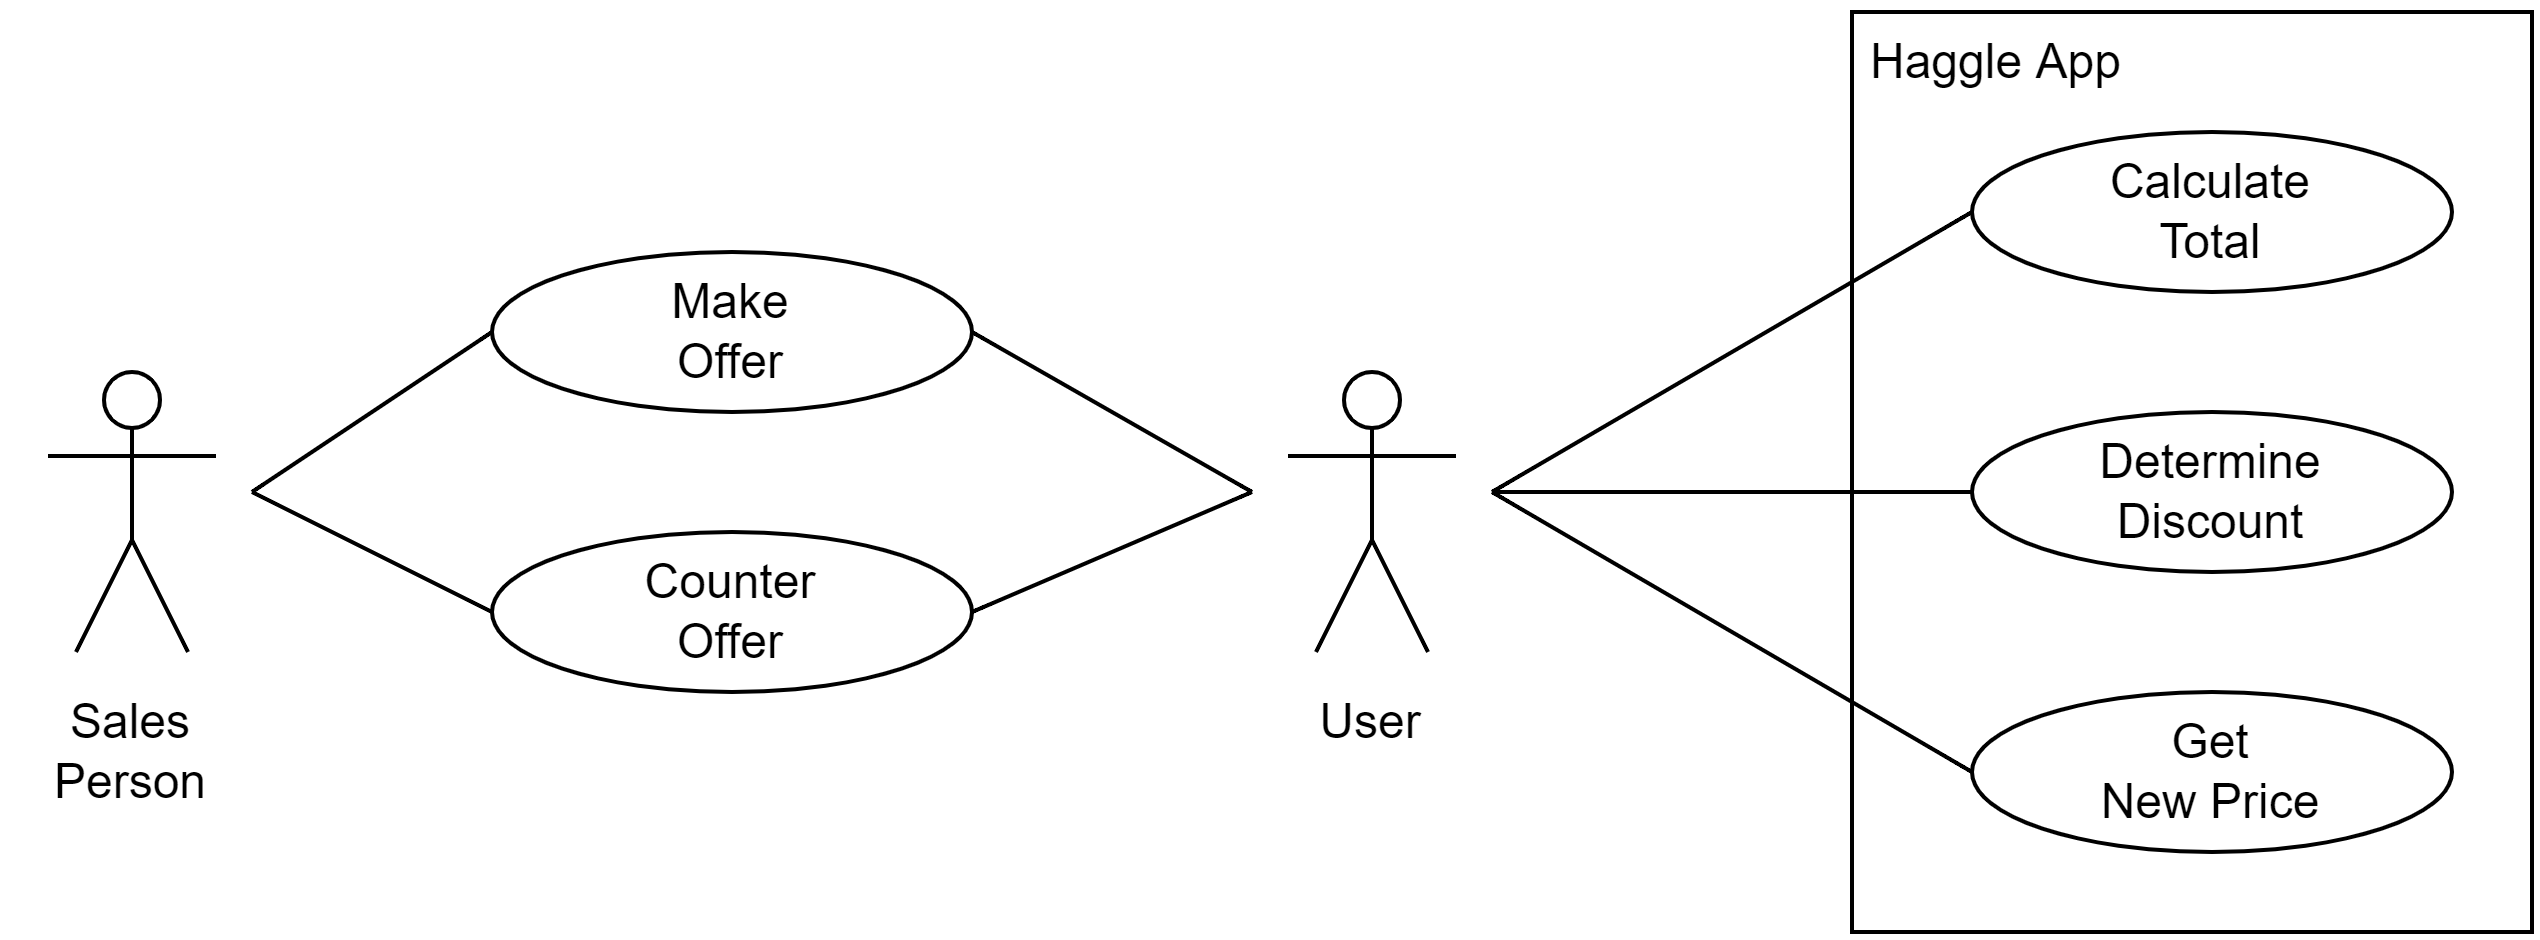 Haggle App
Calculate
Total
Make
Offer
Determine
Discount
Counter
Offer
Get
New Price
Sales
Person
User